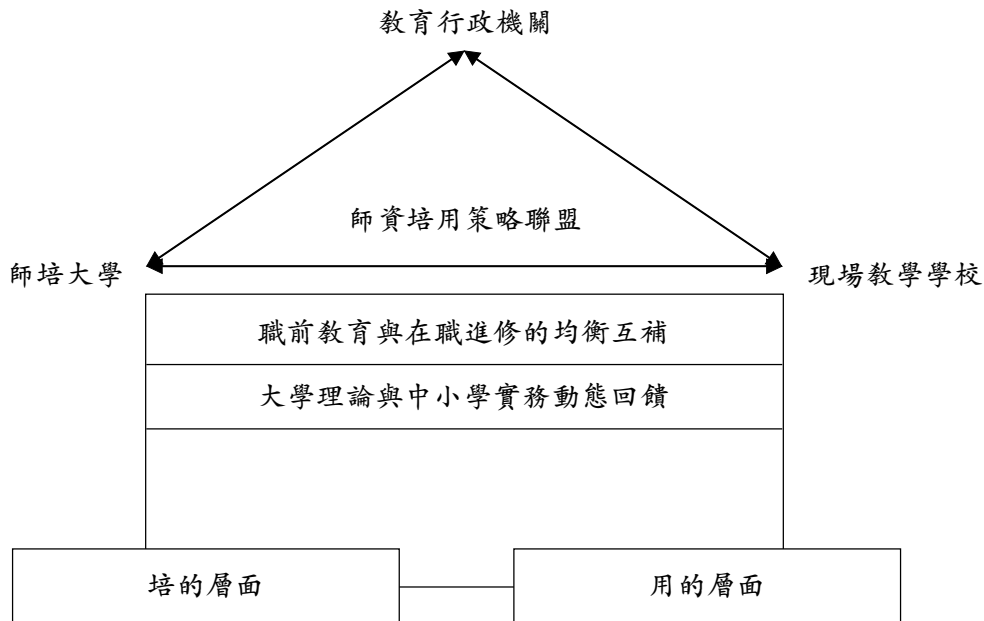 教育行政機關
師資培用策略聯盟
師培大學
現場教學學校
職前教育與在職進修的均衡互補
大學理論與中小學實務動態回饋
培的層面
用的層面